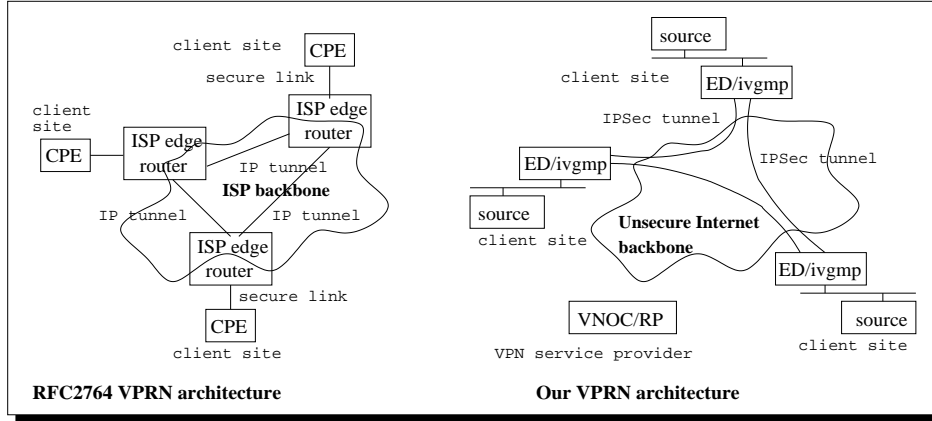 client site
CPE
secure link
ISP edge
router
client
site
CPE
ISP edge
router
IP tunnel
ISP backbone
IP tunnel
IP tunnel
ISP edge
router
secure link
CPE
client site
RFC2764 VPRN architecture
source
client site
ED/ivgmp
IPSec tunnel
IPSec tunnel
ED/ivgmp
source
client site
Unsecure Internet
backbone
ED/ivgmp
source
client site
VNOC/RP
VPN service provider
Our VPRN architecture